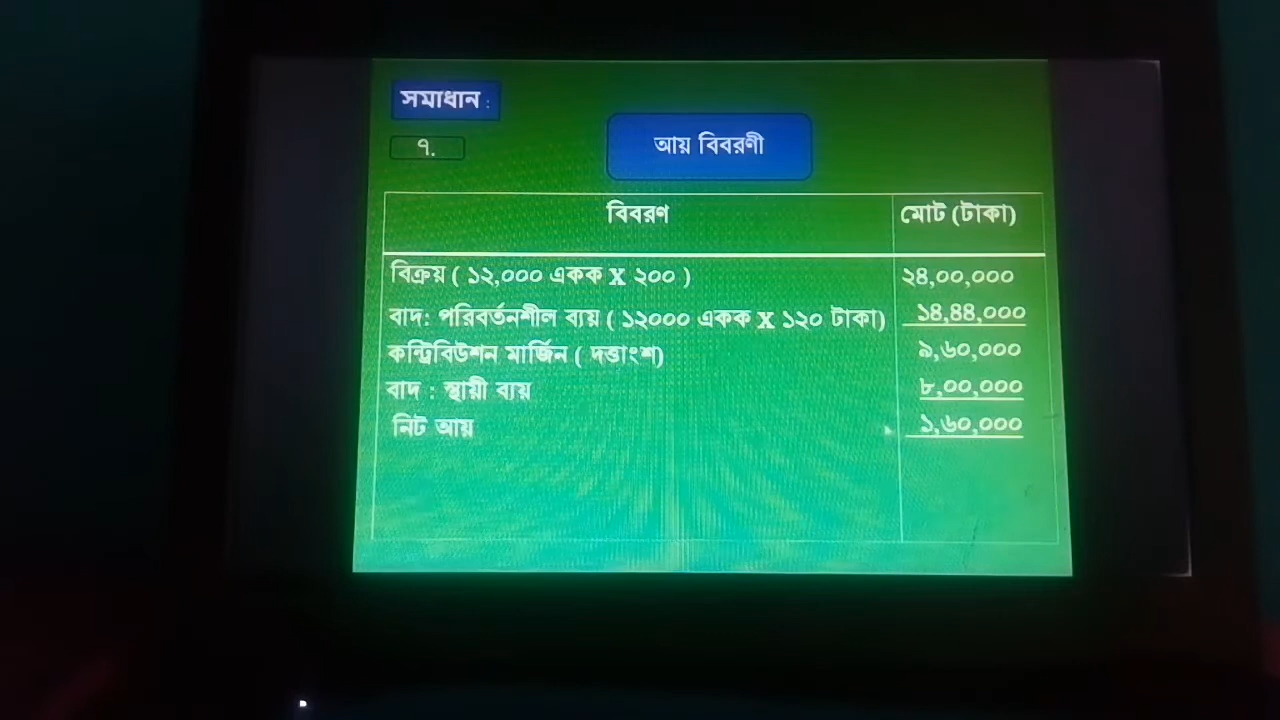 সমাধান :
৭.
আয় বিবরণী
বিবরণ মোট (টাকা)
বিক্রয় ( ১২,০০০ একক X ২০০ ) ২৪,০০,০০০
বাদ: পরিবর্তনশীল ব্যয় ( ১২০০০ একক X ১২০ টাকা) ১৪,৪৪,০০০
কন্ট্রিবিউশন মার্জিন ( দত্তাংশ) ৯,৬০,০০০
বাদ : স্থায়ী ব্যয় ৮,০০,০০০
নিট আয় ১,৬০,০০০